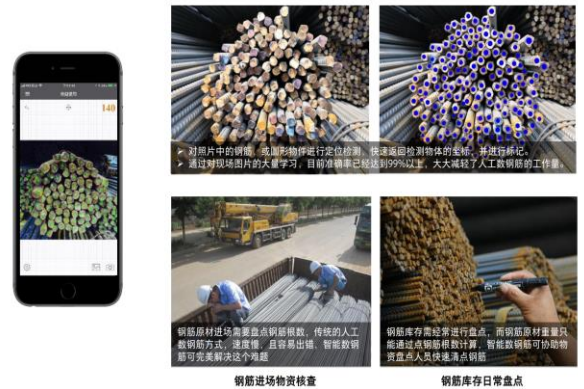 140
➤ 对照片中的钢筋，或圆形物件进行定位检测，快速返回检测物体的坐标，并进行标记。
➤ 通过对现场图片的大量学习，目前准确率已经达到99%以上，大大减轻了人工数钢筋的工作量。
钢筋原材进场需要盘点钢筋根数，传统的人工
数钢筋方式，速度慢，且容易出错，智能数钢
筋可完美解决这个难题
钢筋库存需经常进行盘点，而钢筋原材重量只
能通过点钢筋根数计算，智能数钢筋可协助物
资盘点人员快速清点钢筋
钢筋进场物资核查
钢筋库存日常盘点